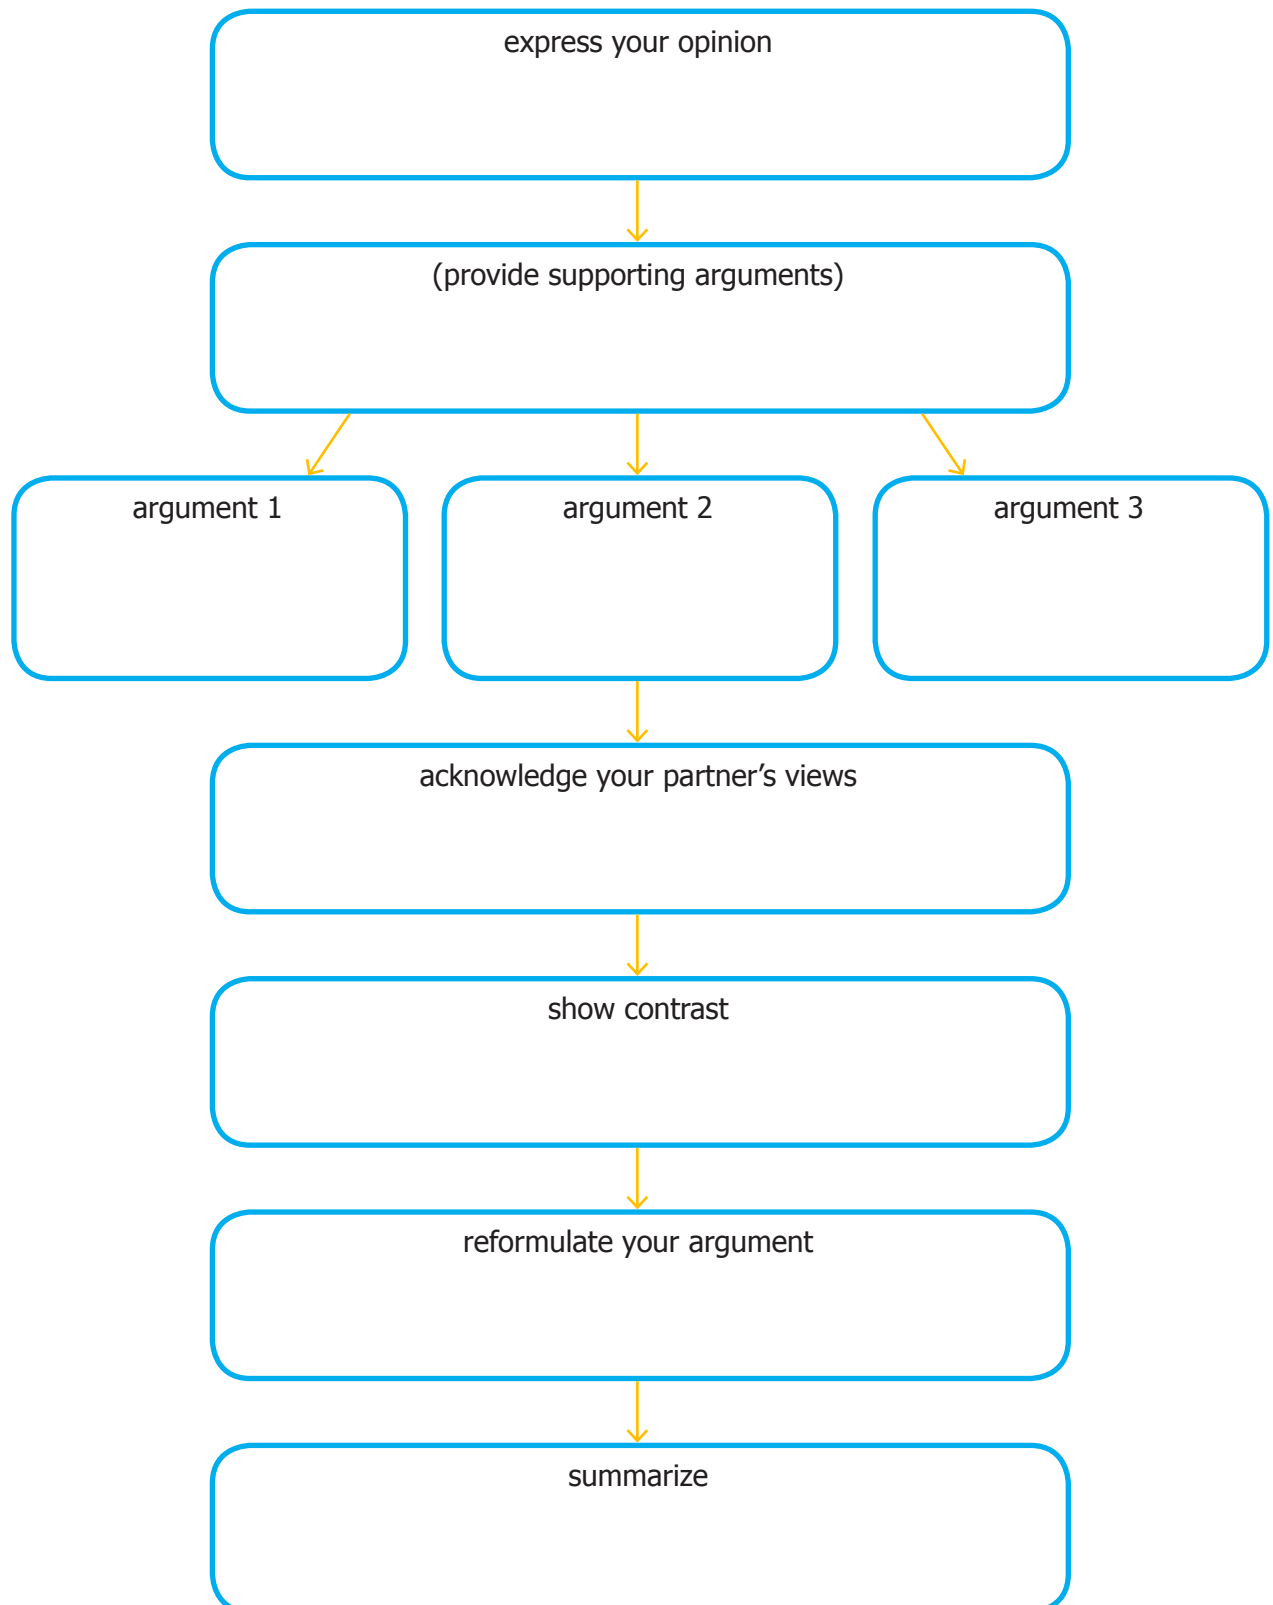 express your opinion
(provide supporting arguments)
argument 1
argument 2
argument 3
acknowledge your partner’s views
show contrast
reformulate your argument
summarize